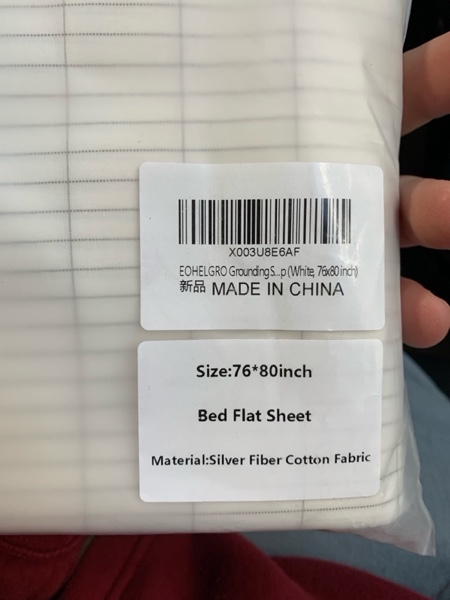 X003U8E6AF
EOHELGRO Grounding S...p (White, 76x80 inch)
新品 MADE IN CHINA
Size:76*80inch
Bed Flat Sheet
Material:Silver Fiber Cotton Fabric